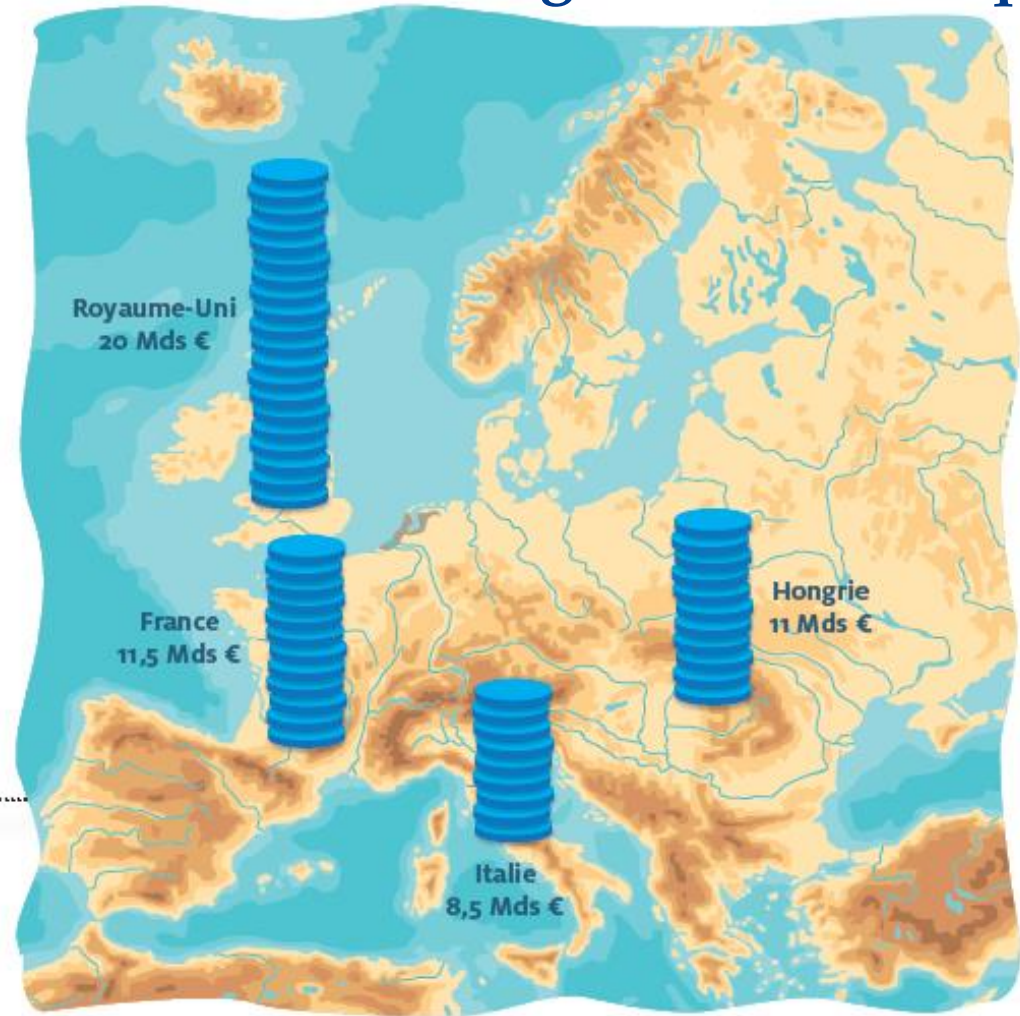 Royaume-Uni
20 Mds €
France
11,5 Mds €
Hongrie
11 Mds €
Italie
8,5 Mds €